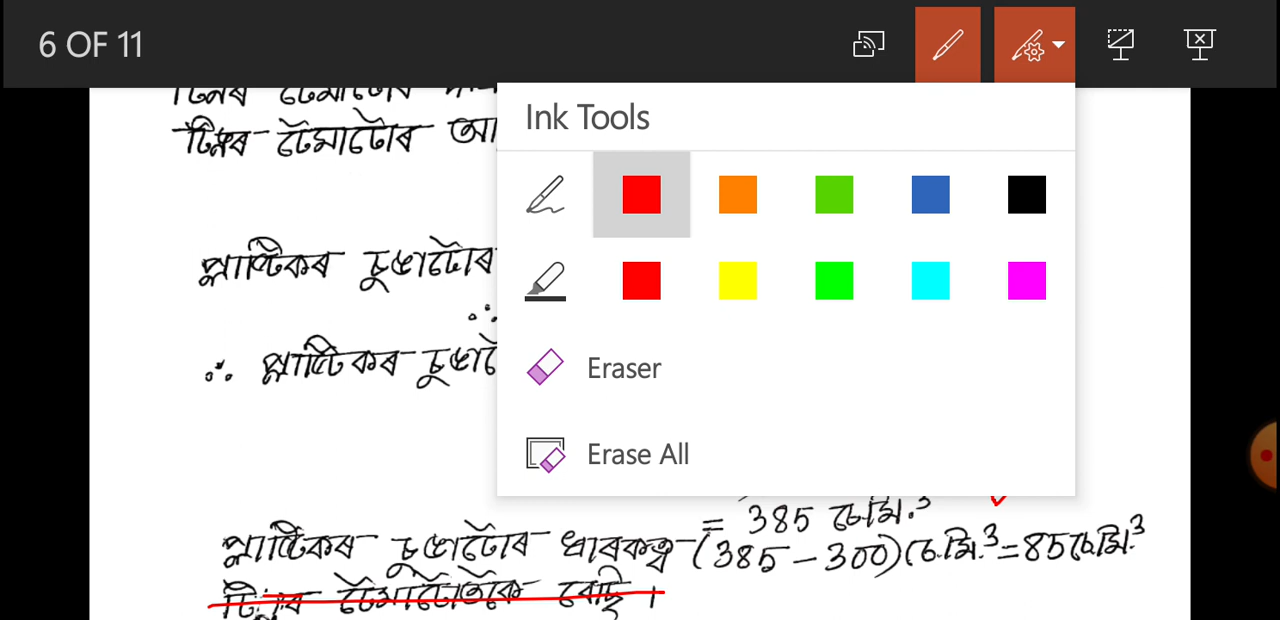 6 OF 11
টিনৰ টেমাটোৰ
টিনৰ টেমাটোৰ আ
Ink Tools
প্লাষ্টিকৰ চুঙাটোৰ
∴
∴ প্লাষ্টিকৰ চুঙাটো
Eraser
Erase All
= 385 চেমি.³
প্লাষ্টিকৰ চুঙাটোৰ ধাৰকত্ব (385 - 300) চে.মি.³ = 85 চেমি.³
টিনৰ টেমাটোতকৈ বেছি ।